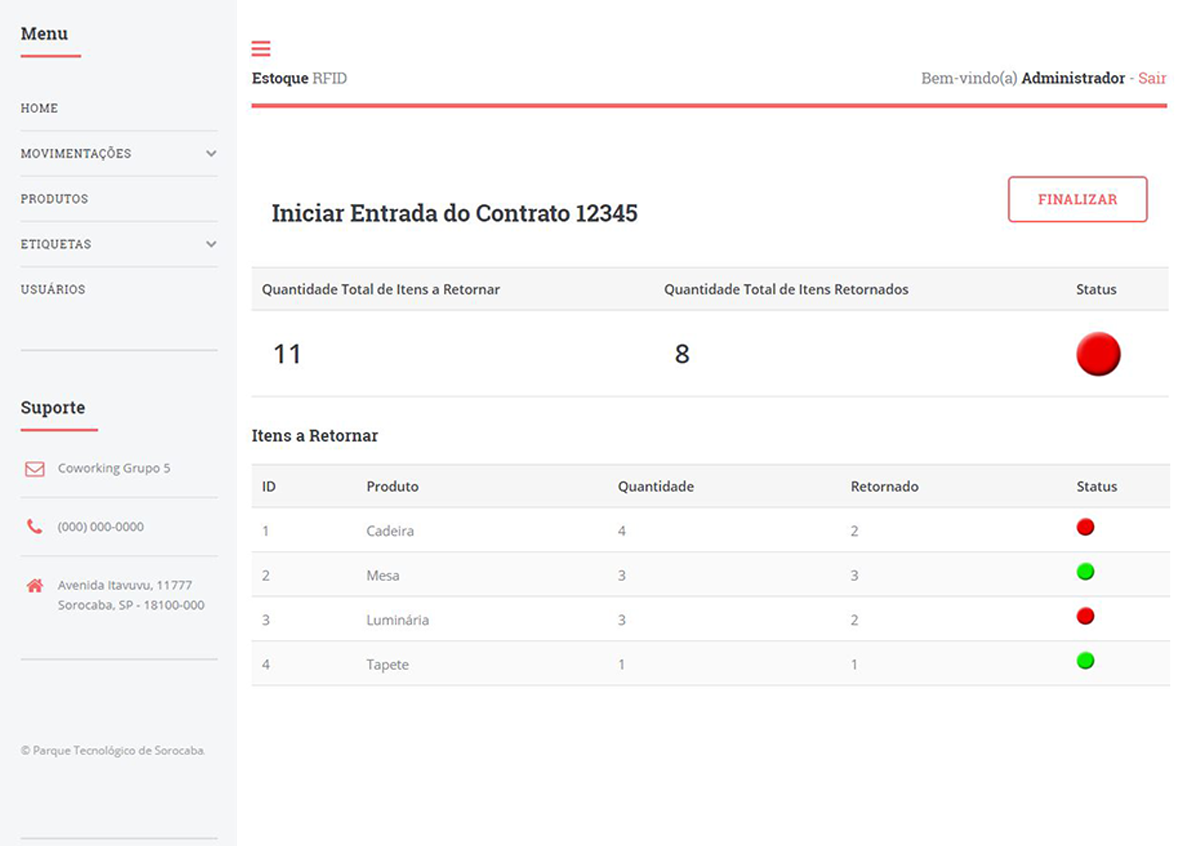 Menu
HOME
MOVIMENTAÇÕES
PRODUTOS
ETIQUETAS
USUÁRIOS
Suporte
Coworking Grupo 5
(000) 000-0000
Avenida Itavuvu, 11777
Sorocaba, SP - 18100-000
© Parque Tecnológico de Sorocaba.
Estoque RFID
Bem-vindo(a) Administrador - Sair
Iniciar Entrada do Contrato 12345
FINALIZAR
Quantidade Total de Itens a Retornar Quantidade Total de Itens Retornados Status
11 8
Itens a Retornar
ID Produto Quantidade Retornado Status
1 Cadeira 4 2
2 Mesa 3 3
3 Luminária 3 2
4 Tapete 1 1